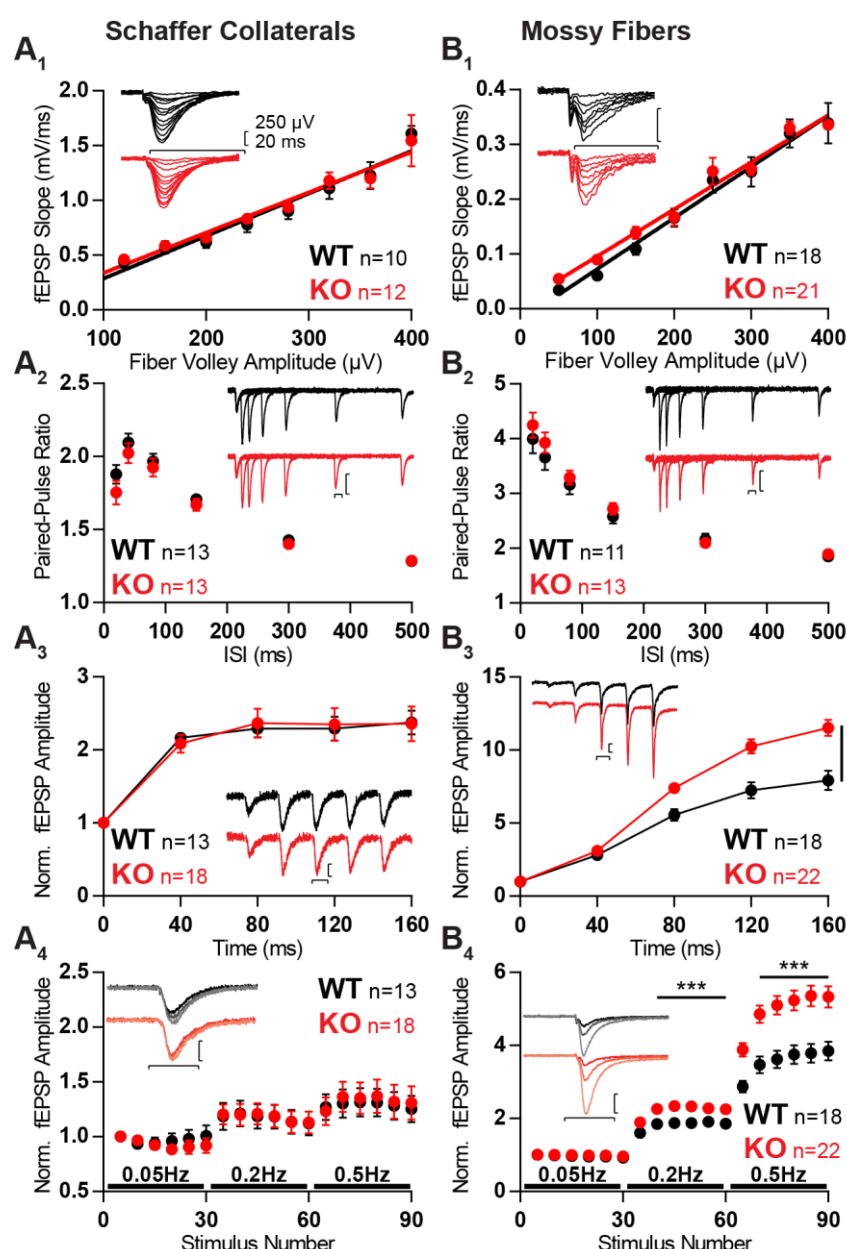 Schaffer Collaterals
Mossy Fibers
A1
fEPSP Slope (mV/ms)
2.0
1.5
1.0
0.5
0.0
250 µV
20 ms
WT n=10
KO n=12
100
200
300
400
Fiber Volley Amplitude (µV)
B1
fEPSP Slope (mV/ms)
0.4
0.3
0.2
0.1
0.0
WT n=18
KO n=21
0
100
200
300
400
Fiber Volley Amplitude (µV)
A2
Paired-Pulse Ratio
2.5
2.0
1.5
1.0
WT n=13
KO n=13
0
100
200
300
400
500
ISI (ms)
B2
Paired-Pulse Ratio
5
4
3
2
1
WT n=11
KO n=13
0
100
200
300
400
500
ISI (ms)
A3
Norm. fEPSP Amplitude
3
2
1
0
WT n=13
KO n=18
0
40
80
120
160
Time (ms)
B3
Norm. fEPSP Amplitude
15
10
5
0
WT n=18
KO n=22
0
40
80
120
160
Time (ms)
A4
Norm. fEPSP Amplitude
2.5
2.0
1.5
1.0
0.5
WT n=13
KO n=18
0.05Hz
0.2Hz
0.5Hz
0
30
60
90
Stimulus Number
B4
Norm. fEPSP Amplitude
6
4
2
0
***
***
WT n=18
KO n=22
0.05Hz
0.2Hz
0.5Hz
0
30
60
90
Stimulus Number